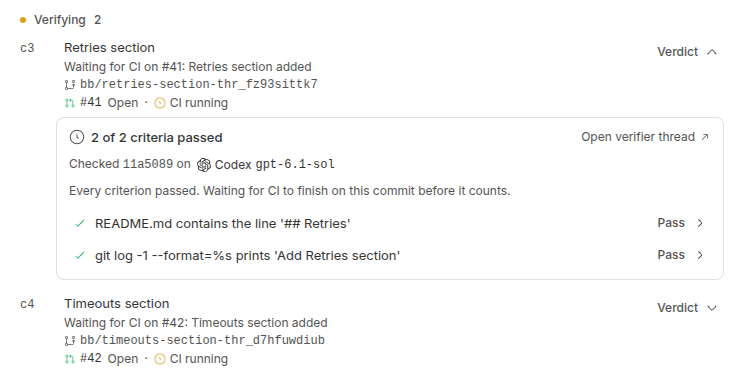 Verifying 2
c3 Retries section Verdict
Waiting for CI on #41: Retries section added
bb/retries-section-thr_fz93sittk7
#41 Open · CI running
2 of 2 criteria passed Open verifier thread ↗
Checked 11a5089 on Codex gpt-6.1-sol
Every criterion passed. Waiting for CI to finish on this commit before it counts.
README.md contains the line '## Retries' Pass
git log -1 --format=%s prints 'Add Retries section' Pass
c4 Timeouts section Verdict
Waiting for CI on #42: Timeouts section added
bb/timeouts-section-thr_d7hfuwdiub
#42 Open · CI running